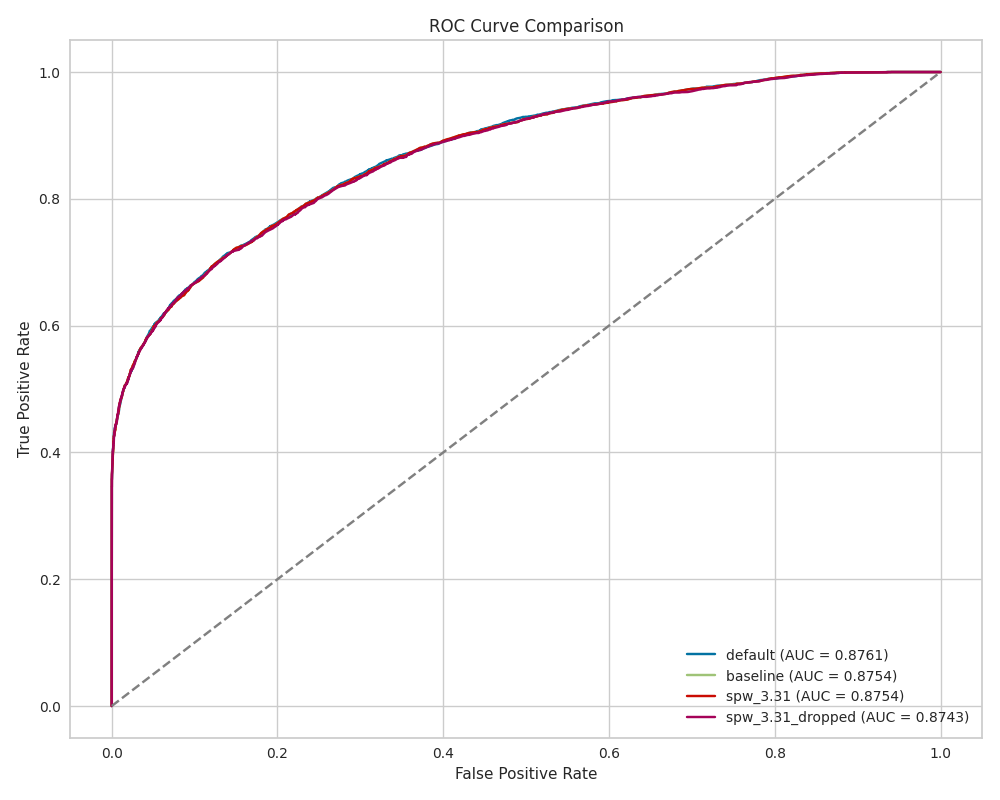 ROC Curve Comparison
True Positive Rate
1.0
0.8
0.6
0.4
0.2
0.0
0.0 0.2 0.4 0.6 0.8 1.0
False Positive Rate
default (AUC = 0.8761)
baseline (AUC = 0.8754)
spw_3.31 (AUC = 0.8754)
spw_3.31_dropped (AUC = 0.8743)